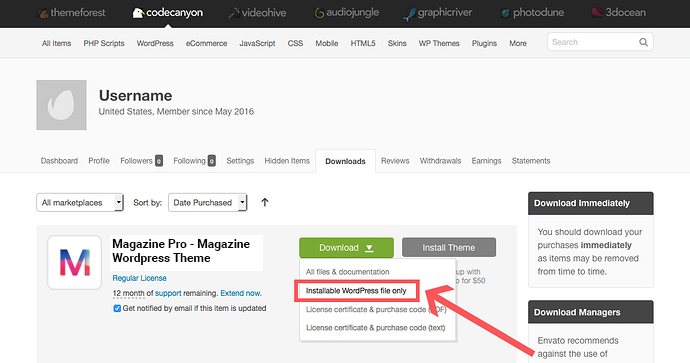 themeforest codecanyon videohive audiojungle graphicriver photodune 3docean
All Items PHP Scripts WordPress eCommerce JavaScript CSS Mobile HTML5 Skins WP Themes Plugins More Search
Username
United States, Member since May 2016
Dashboard Profile Followers 0 Following 0 Settings Hidden Items Downloads Reviews Withdrawals Earnings Statements
All marketplaces Sort by: Date Purchased
Download Immediately
You should download your
purchases immediately
as items may be removed
from time to time.
M
Magazine Pro - Magazine
Wordpress Theme
Regular License
12 month of support remaining. Extend now.
Get notified by email if this item is updated
Download Install Theme
All files & documentation
up with
Installable WordPress file only
for $50
License certificate & purchase code
License certificate & purchase code (text)
Download Managers
Envato recommends
against the use of